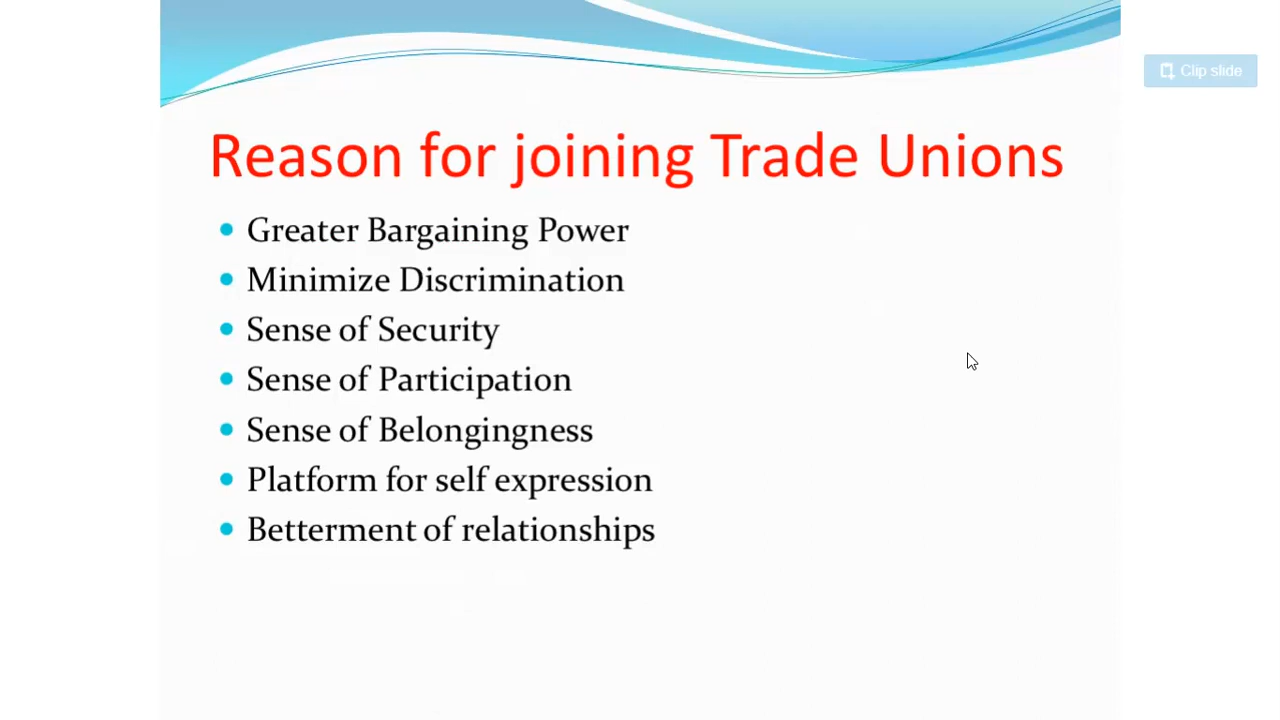 Clip slide
Reason for joining Trade Unions
Greater Bargaining Power
Minimize Discrimination
Sense of Security
Sense of Participation
Sense of Belongingness
Platform for self expression
Betterment of relationships